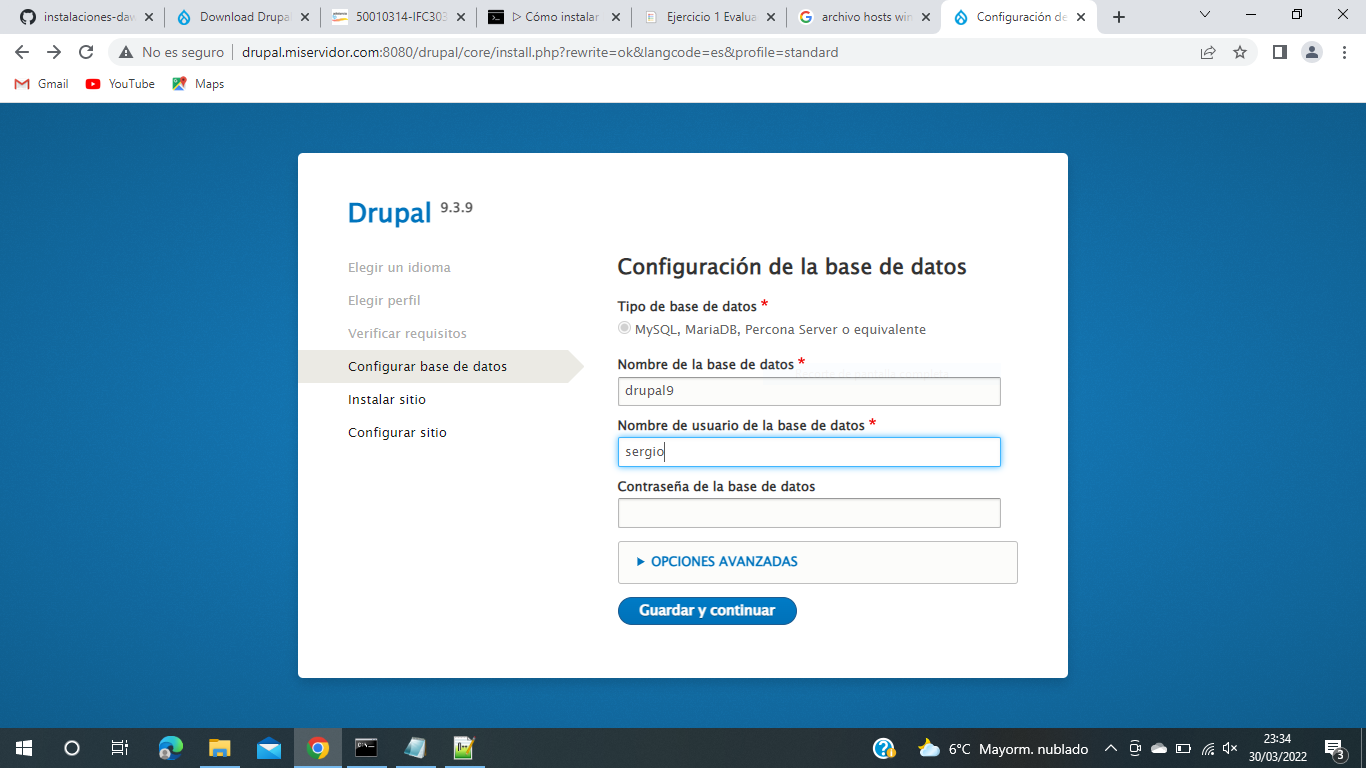 instalaciones-daw
Download Drupal
50010314-IFC303
▷ Cómo instalar
Ejercicio 1 Evalua
archivo hosts win
Configuración de
No es seguro
drupal.miservidor.com:8080/drupal/core/install.php?rewrite=ok&langcode=es&profile=standard
Gmail
YouTube
Maps
Drupal 9.3.9
Elegir un idioma
Elegir perfil
Verificar requisitos
Configurar base de datos
Instalar sitio
Configurar sitio
Configuración de la base de datos
Tipo de base de datos *
MySQL, MariaDB, Percona Server o equivalente
Nombre de la base de datos *
drupal9
Nombre de usuario de la base de datos *
sergio
Contraseña de la base de datos
OPCIONES AVANZADAS
Guardar y continuar
6°C Mayorm. nublado
23:34
30/03/2022
3